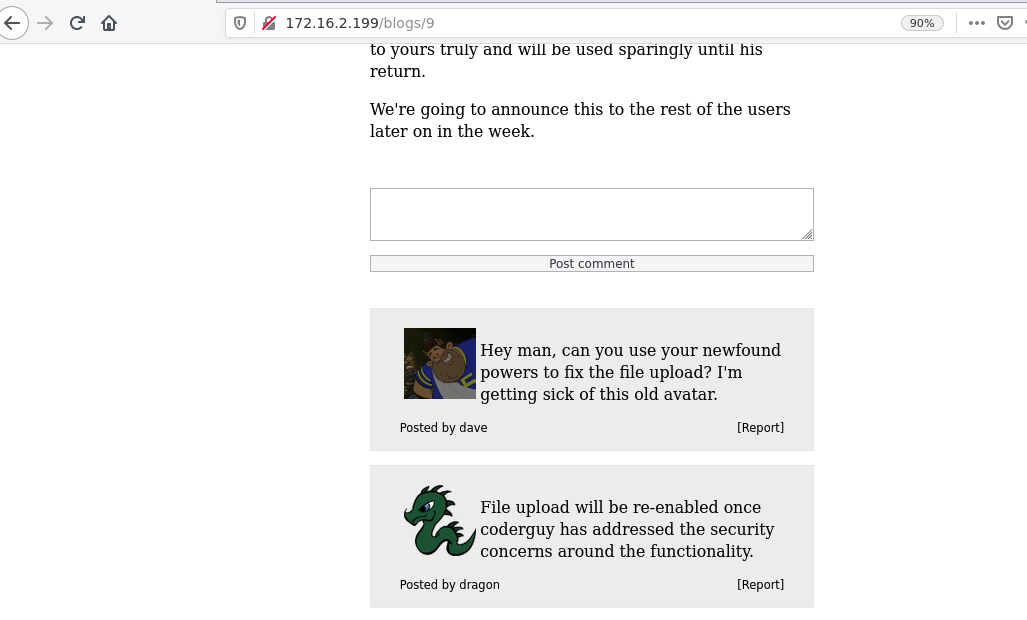 172.16.2.199/blogs/9
90%
to yours truly and will be used sparingly until his
return.
We're going to announce this to the rest of the users
later on in the week.
Post comment
Hey man, can you use your newfound
powers to fix the file upload? I'm
getting sick of this old avatar.
Posted by dave
[Report]
File upload will be re-enabled once
coderguy has addressed the security
concerns around the functionality.
Posted by dragon
[Report]